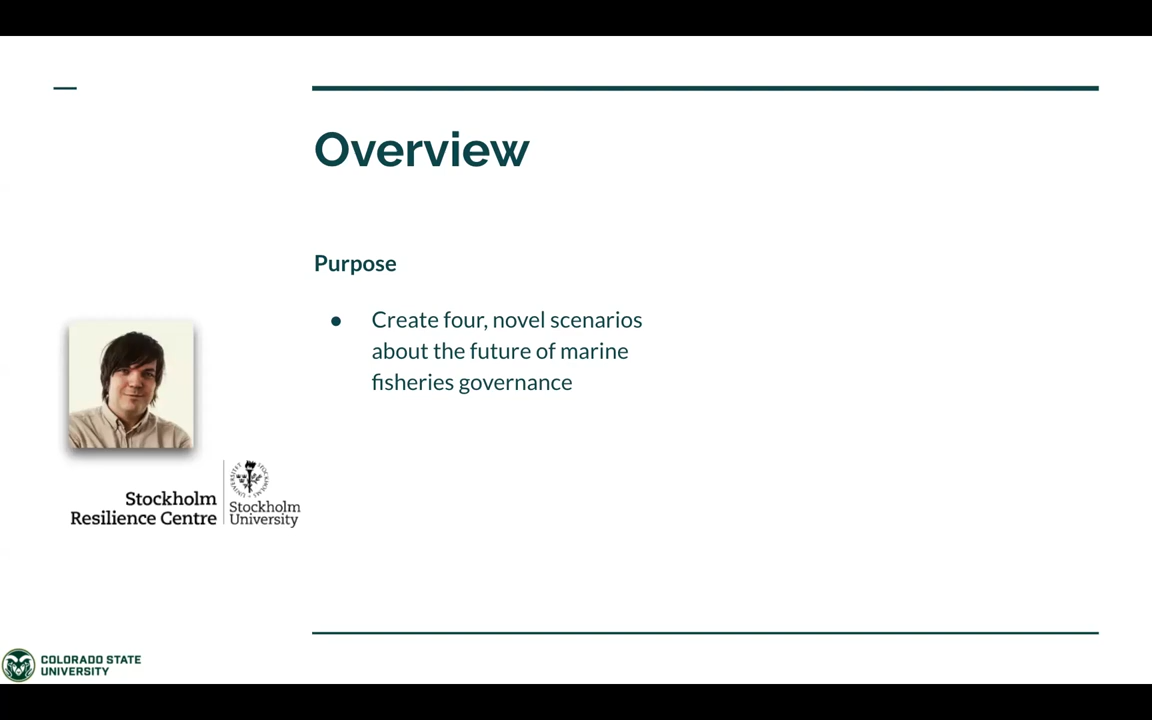 Overview
Purpose
● Create four, novel scenarios
about the future of marine
fisheries governance
Stockholm
Resilience Centre
Stockholm
University
COLORADO STATE
UNIVERSITY